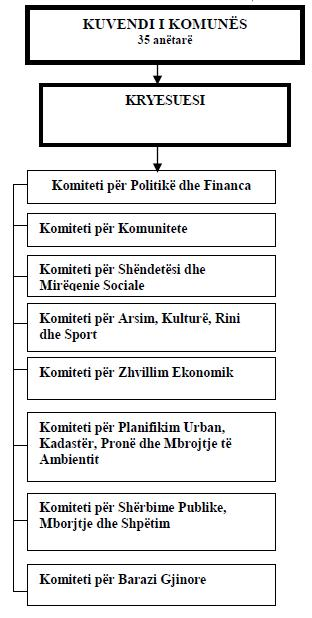 KUVENDI I KOMUNËS
35 anëtarë
KRYESUESI
Komiteti për Politikë dhe Financa
Komiteti për Komunitete
Komiteti për Shëndetësi dhe
Mirëqenie Sociale
Komiteti për Arsim, Kulturë, Rini
dhe Sport
Komiteti për Zhvillim Ekonomik
Komiteti për Planifikim Urban,
Kadastër, Pronë dhe Mbrojtje të
Ambientit
Komiteti për Shërbime Publike,
Mborjtje dhe Shpëtim
Komiteti për Barazi Gjinore